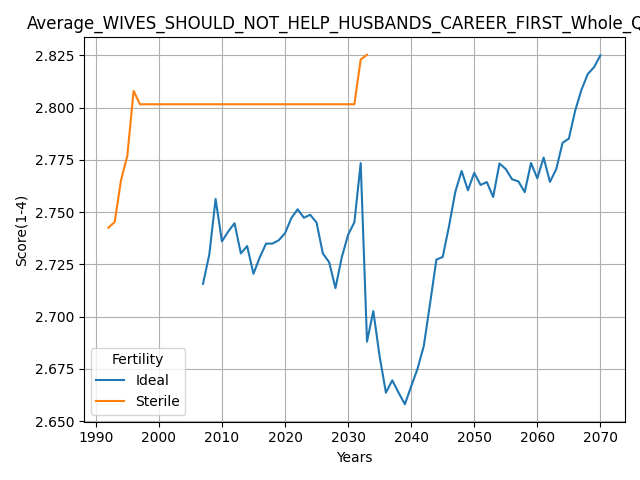 Average_WIVES_SHOULD_NOT_HELP_HUSBANDS_CAREER_FIRST_Whole_Q
2.825
2.800
2.775
2.750
2.725
2.700
2.675
2.650
Score(1-4)
Fertility
Ideal
Sterile
1990 2000 2010 2020 2030 2040 2050 2060 2070
Years